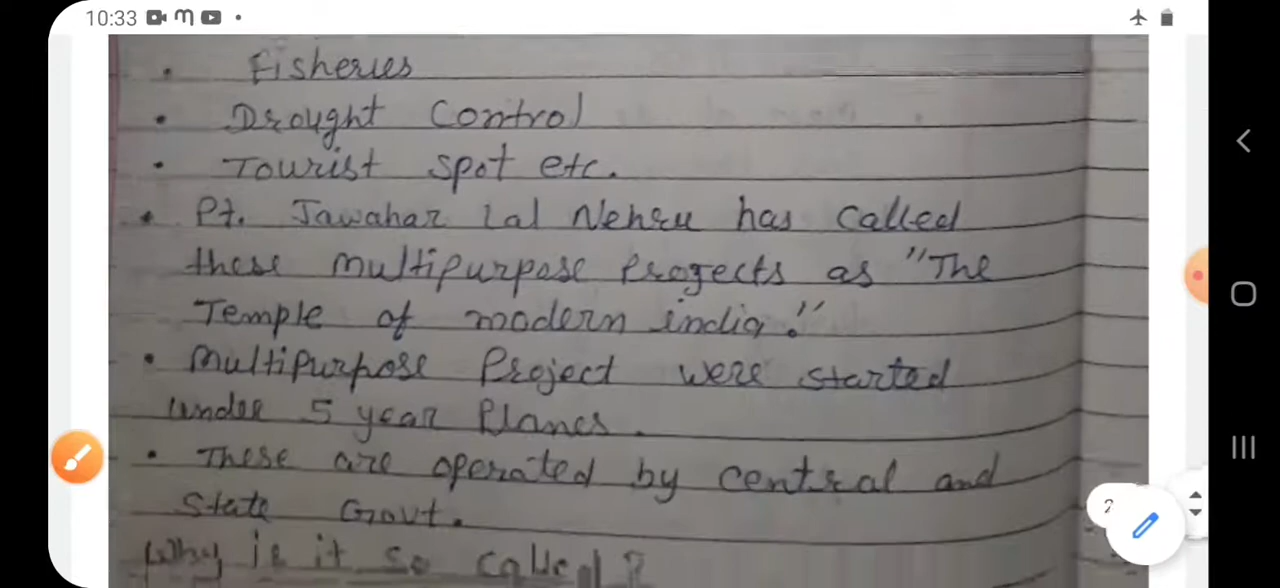 10:33
• Fisheries
• Drought Control
• Tourist spot etc.
• Pt. Jawahar Lal Nehru has called
these multipurpose Progects as "The
Temple of modern india."
• Multipurpose Project were started
under 5 year Planes.
• These are operated by central and
State Govt.
Why is it so called?
2